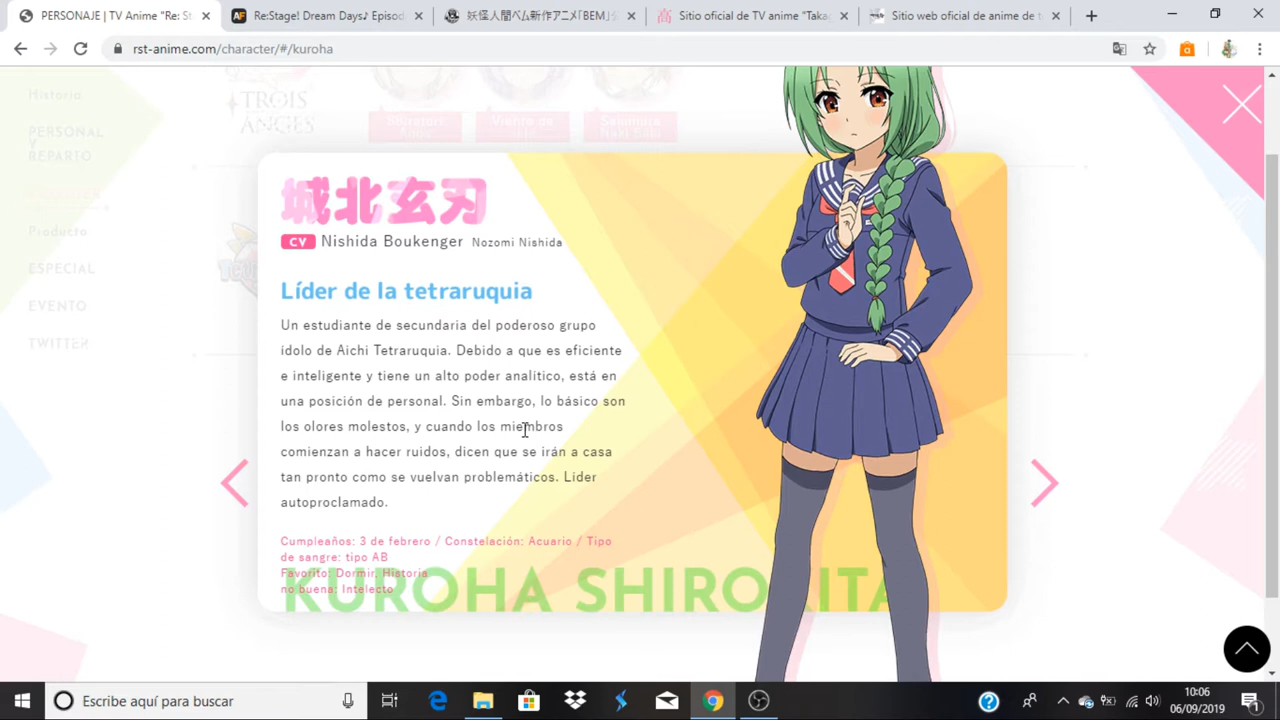 PERSONAJE | TV Anime "Re: St
Re:Stage! Dream Days♪ Episod
妖怪人間ベム新作アニメ「BEM」公
Sitio oficial de TV anime "Taka
Sitio web oficial de anime de t
rst-anime.com/character/#/kuroha
Historia
PERSONAL
Y
REPARTO
Producto
ESPECIAL
EVENTO
TWITTER
TROIS
ANGES
城北玄刃
CV Nishida Boukenger Nozomi Nishida
Líder de la tetraruquia
Un estudiante de secundaria del poderoso grupo
ídolo de Aichi Tetraruquia. Debido a que es eficiente
e inteligente y tiene un alto poder analítico, está en
una posición de personal. Sin embargo, lo básico son
los olores molestos, y cuando los miembros
comienzan a hacer ruidos, dicen que se irán a casa
tan pronto como se vuelvan problemáticos. Líder
autoproclamado.
Cumpleaños: 3 de febrero / Constelación: Acuario / Tipo
de sangre: tipo AB
Favorito: Dormir, Historia
no buena: Intelecto
KUROHA SHIROKITA
Escribe aquí para buscar
10:06
06/09/2019